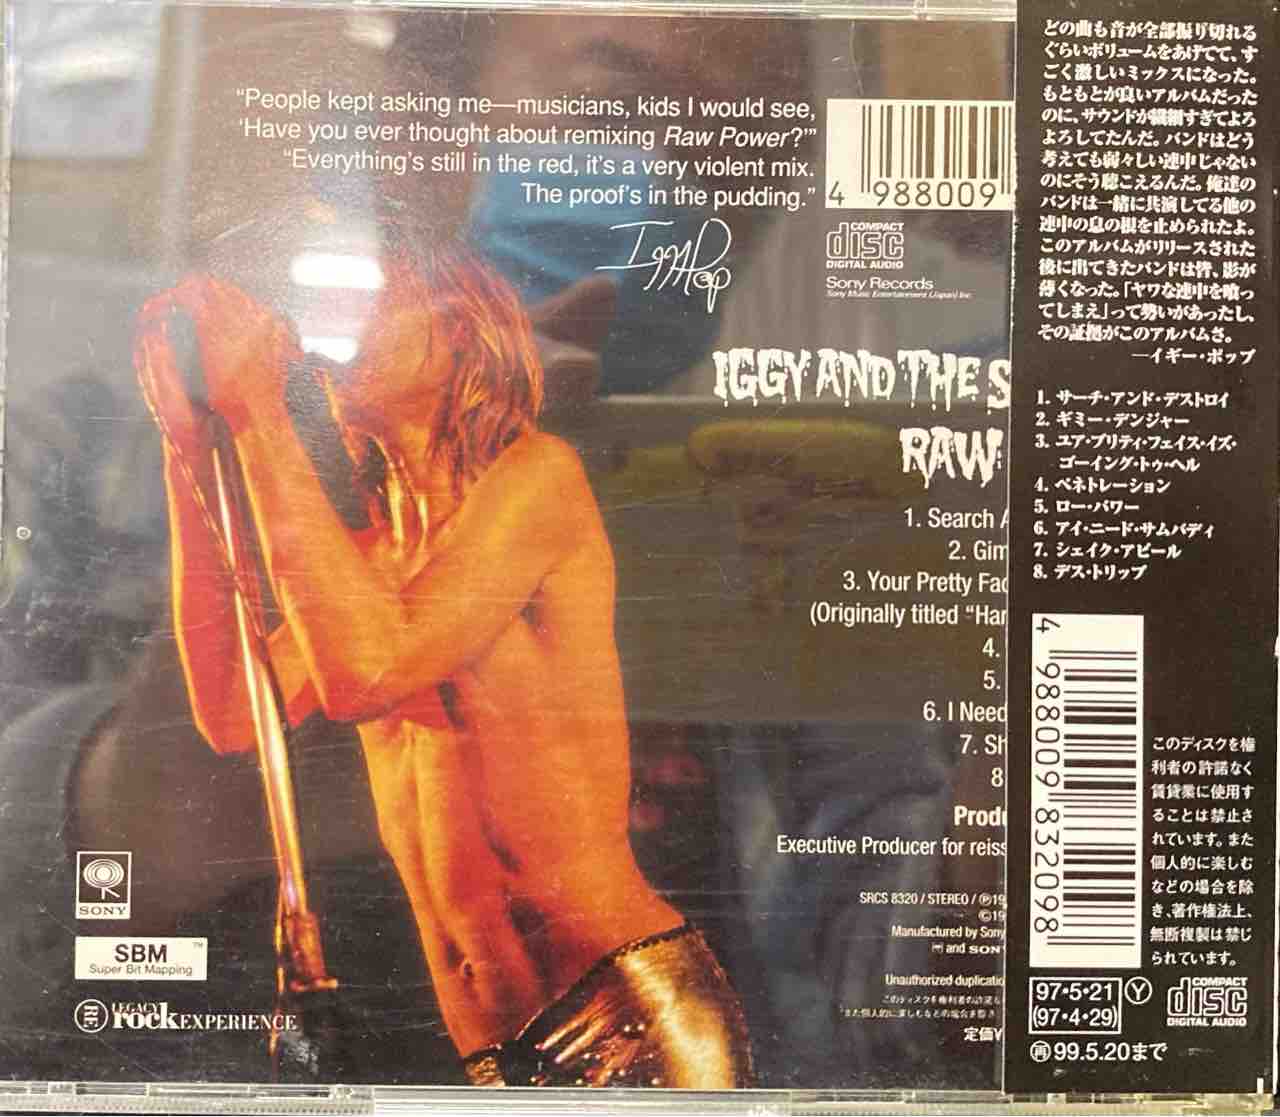 “People kept asking me—musicians, kids I would see,
‘Have you ever thought about remixing Raw Power?’”
“Everything’s still in the red, it’s a very violent mix.
The proof’s in the pudding.”
Iggy Pop
4 988009
COMPACT
disc
DIGITAL AUDIO
Sony Records
Sony Music Entertainment (Japan) Inc.
IGGY AND THE S
RAW
1. Search A
2. Gim
3. Your Pretty Fac
(Originally titled “Har
4.
5.
6. I Need
7. Sh
8
Produ
Executive Producer for reiss
SRCS 8320 / STEREO / Ⓟ19
©19
Manufactured by Sony
and SONY
Unauthorized duplicatio
このディスクを権利者の許諾な
定価¥
SONY
SBM™
Super Bit Mapping
RE LEGACY
rock EXPERIENCE
どの曲も音が全部振り切れる
ぐらいボリュームをあげてて、す
ごく激しいミックスになった。
もともとが良いアルバムだった
のに、サウンドが繊細すぎてよろ
よろしてたんだ。バンドはどう
考えても弱々しい連中じゃない
のにそう聴こえるんだ。俺達の
バンドは一緒に共演してる他の
連中の息の根を止められたよ。
このアルバムがリリースされた
後に出てきたバンドは皆、影が
薄くなった。「ヤワな連中を喰っ
てしまえ」って勢いがあったし、
その証拠がこのアルバムさ。
―イギー・ポップ
1. サーチ・アンド・デストロイ
2. ギミー・デンジャー
3. ユア・プリティ・フェイス・イズ・
ゴーイング・トゥ・ヘル
4. ペネトレーション
5. ロー・パワー
6. アイ・ニード・サムバディ
7. シェイク・アピール
8. デス・トリップ
4 988009 832098
このディスクを権
利者の許諾なく
賃貸業に使用す
ることは禁止さ
れています。また
個人的に楽しむ
などの場合を除
き、著作権法上、
無断複製は禁じ
られています。
97・5・21 Y
(97・4・29)
再 99.5.20まで
COMPACT
disc
DIGITAL AUDIO